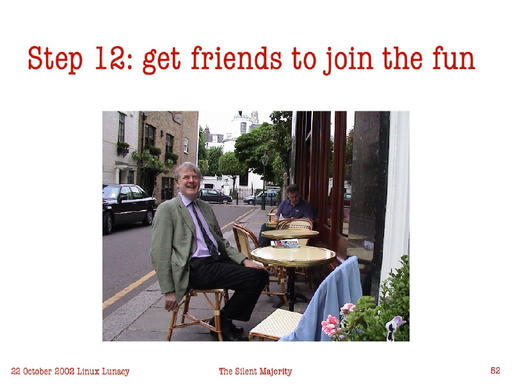 Step 12: get friends to join the fun
22 October 2002 Linux Lunacy
The Silent Majority
52